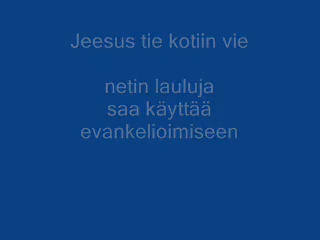 Jeesus tie kotiin vie
netin lauluja
saa käyttää
evankelioimiseen